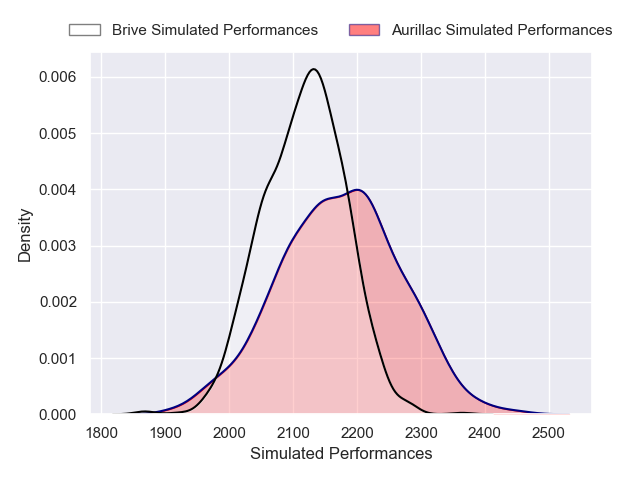 Brive Simulated Performances Aurillac Simulated Performances
0.006
0.005
0.004
0.003
0.002
0.001
0.000
Density
1800 1900 2000 2100 2200 2300 2400 2500
Simulated Performances